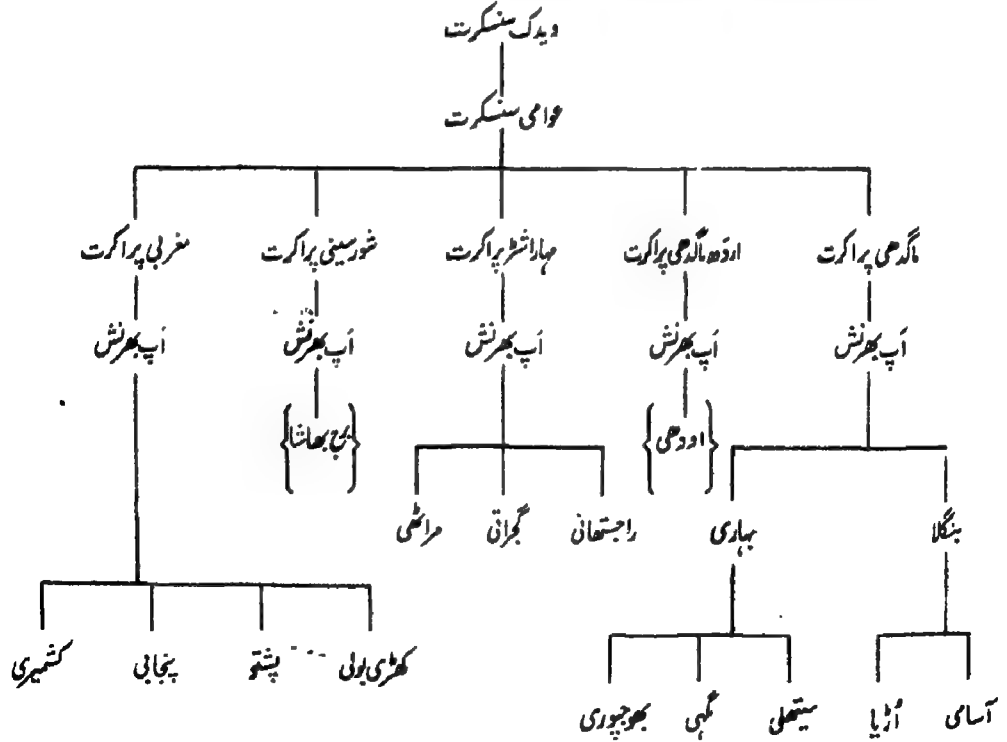 ویدک سنسکرت
عوامی سنسکرت
ماگدھی پراکرت اردھ ماگدھی پراکرت مہاراشٹر پراکرت شورسینی پراکرت مغربی پراکرت
اَپ بھرنش اَپ بھرنش اَپ بھرنش اَپ بھرنش اَپ بھرنش
{اودھی} {برج بھاشا}
بنگلا بہاری راجستھانی گجراتی مراٹھی
کھڑی بولی پشتو پنجابی کشمیری
آسامی اُڑیا میتھلی مگہی بھوجپوری